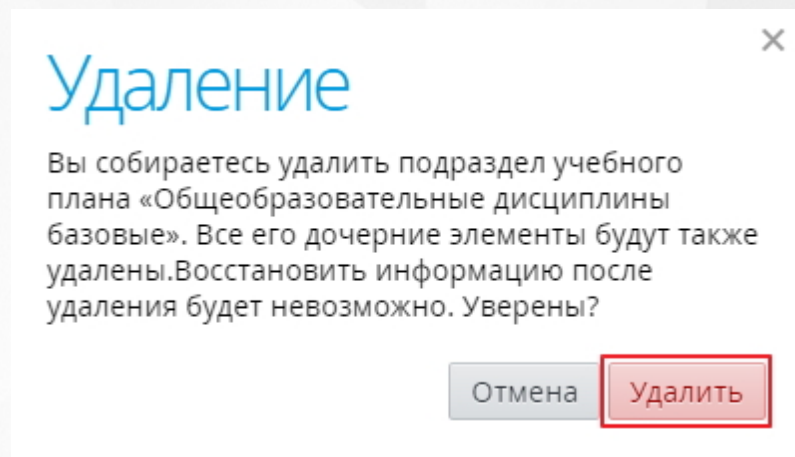 Удаление
Вы собираетесь удалить подраздел учебного
плана «Общеобразовательные дисциплины
базовые». Все его дочерние элементы будут также
удалены.Восстановить информацию после
удаления будет невозможно. Уверены?
Отмена Удалить